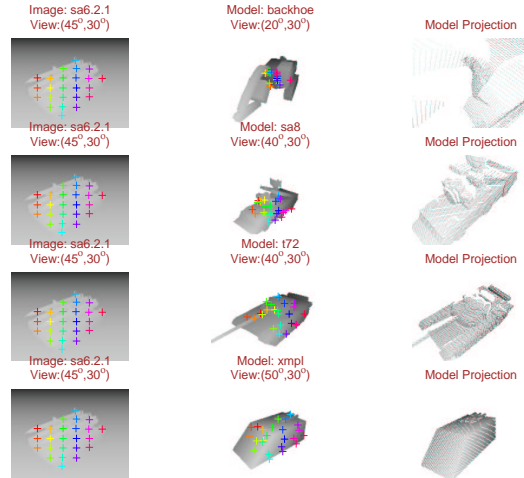 Image: sa6.2.1 Model: backhoe
View:(45°,30°) View:(20°,30°) Model Projection
Image: sa6.2.1 Model: sa8
View:(45°,30°) View:(40°,30°) Model Projection
Image: sa6.2.1 Model: t72
View:(45°,30°) View:(40°,30°) Model Projection
Image: sa6.2.1 Model: xmpl
View:(45°,30°) View:(50°,30°) Model Projection